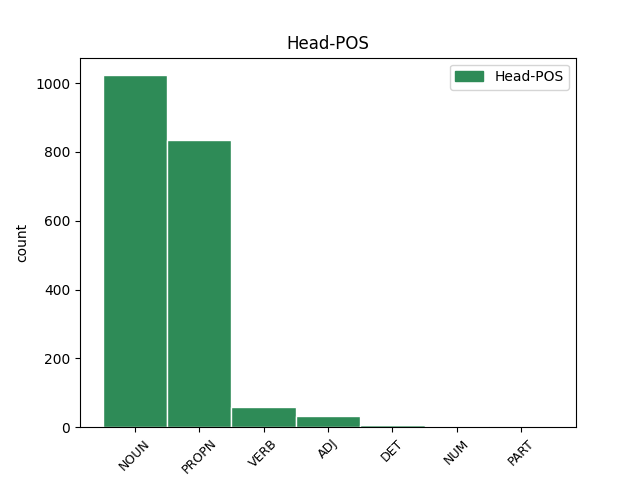 Head-POS
Head-POS
count
1000
800
600
400
200
0
NOUN
PROPN
VERB
ADJ
DET
NUM
PART